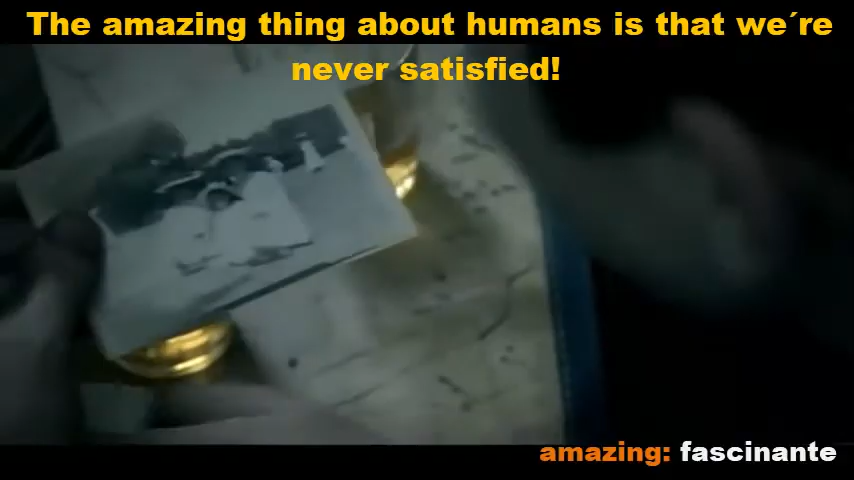 The amazing thing about humans is that we´re
never satisfied!
amazing: fascinante